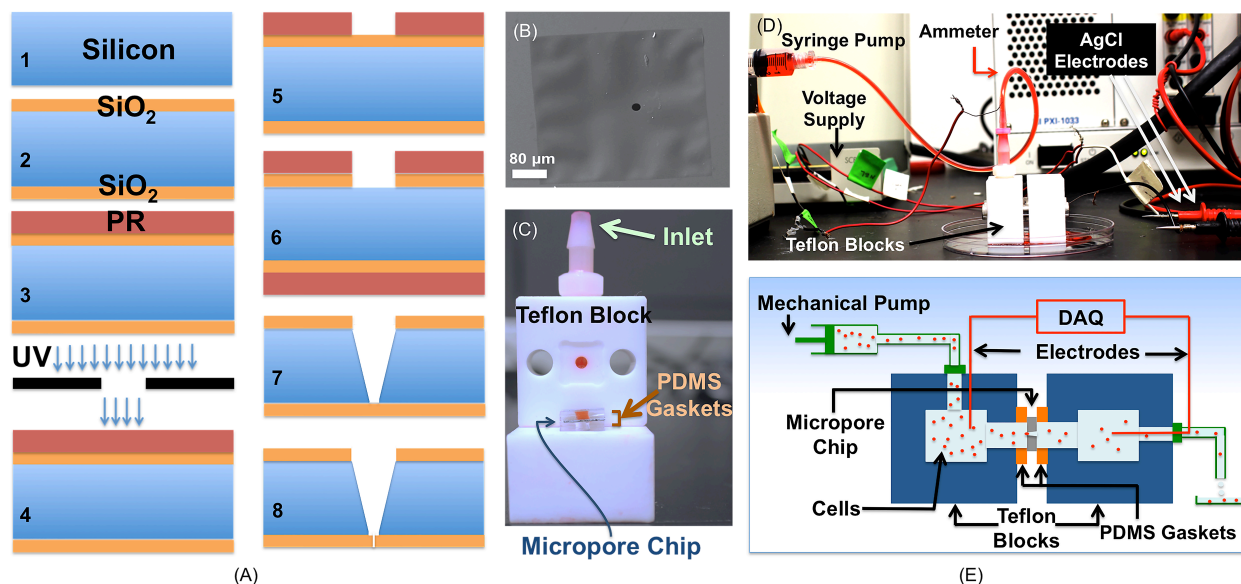 1
Silicon
SiO2
2
SiO2
PR
3
UV
4
5
6
7
8
(A)
(B)
80 µm
(C)
Inlet
Teflon Block
PDMS
Gaskets
Micropore Chip
(D)
Syringe Pump
Ammeter
AgCl
Electrodes
Voltage
Supply
PXI-1033
Teflon Blocks
Mechanical Pump
DAQ
Electrodes
Micropore
Chip
Cells
Teflon
Blocks
PDMS Gaskets
(E)